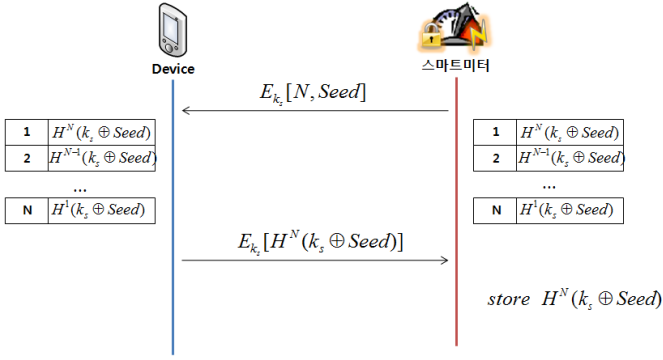 Device
스마트미터
E_{k_s}[N, Seed]
1 H^N(k_s ⊕ Seed)
2 H^{N-1}(k_s ⊕ Seed)
...
N H^1(k_s ⊕ Seed)
1 H^N(k_s ⊕ Seed)
2 H^{N-1}(k_s ⊕ Seed)
...
N H^1(k_s ⊕ Seed)
E_{k_s}[H^N(k_s ⊕ Seed)]
store H^N(k_s ⊕ Seed)